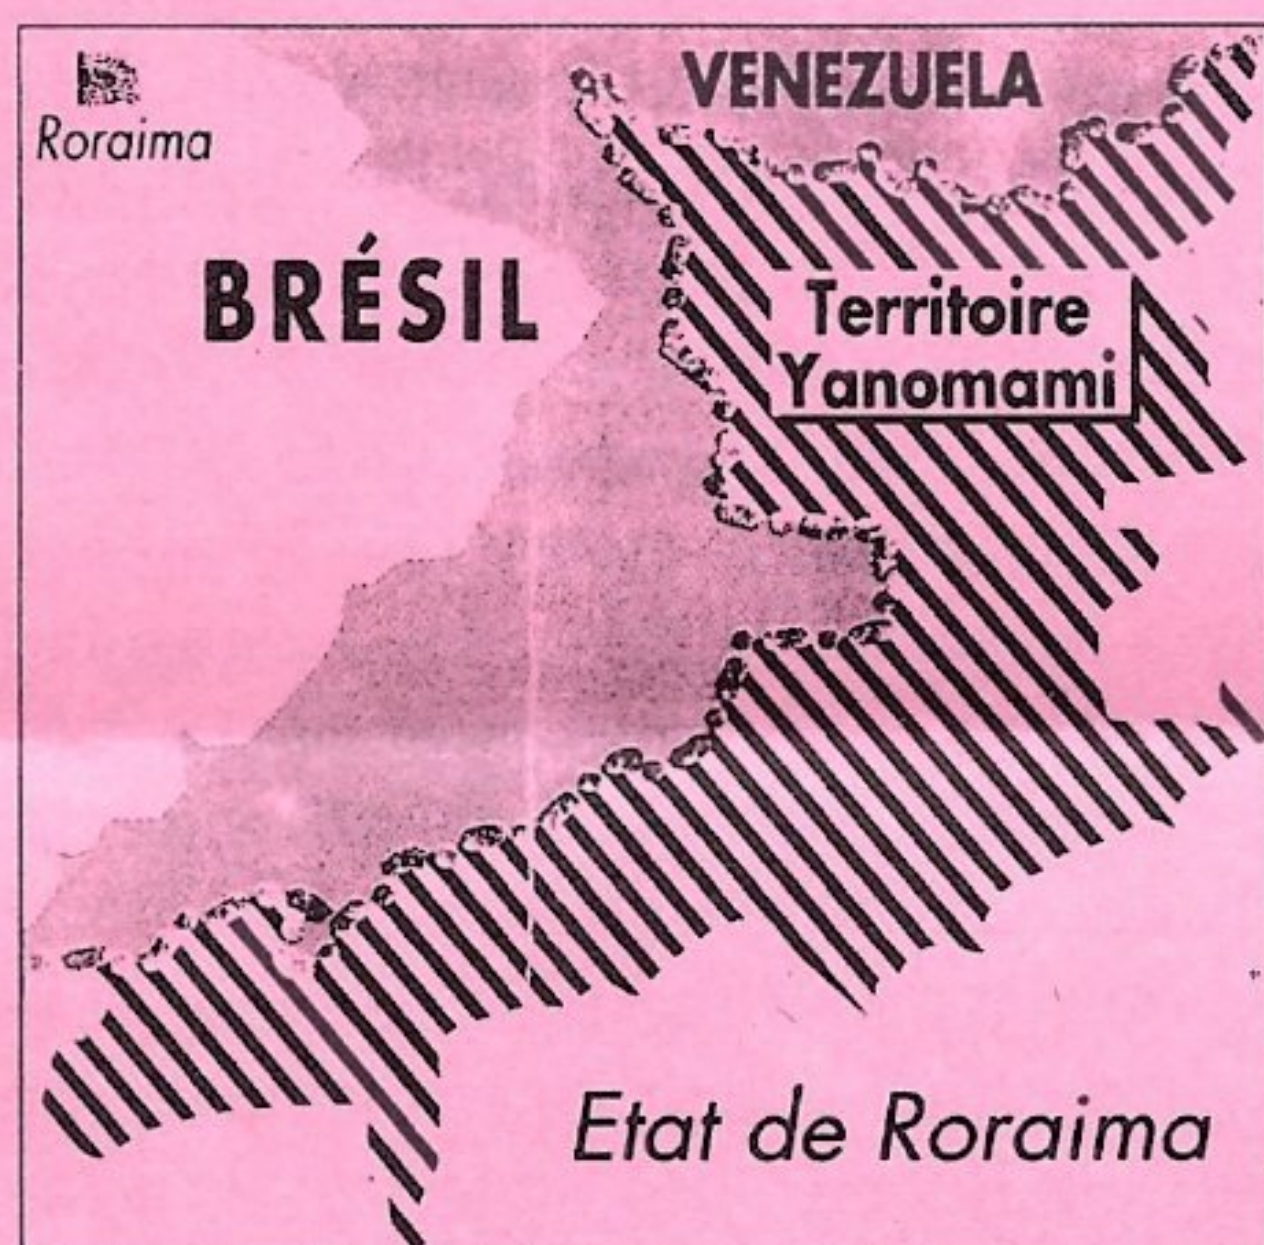 Roraima
VENEZUELA
BRÉSIL
Territoire
Yanomami
Etat de Roraima